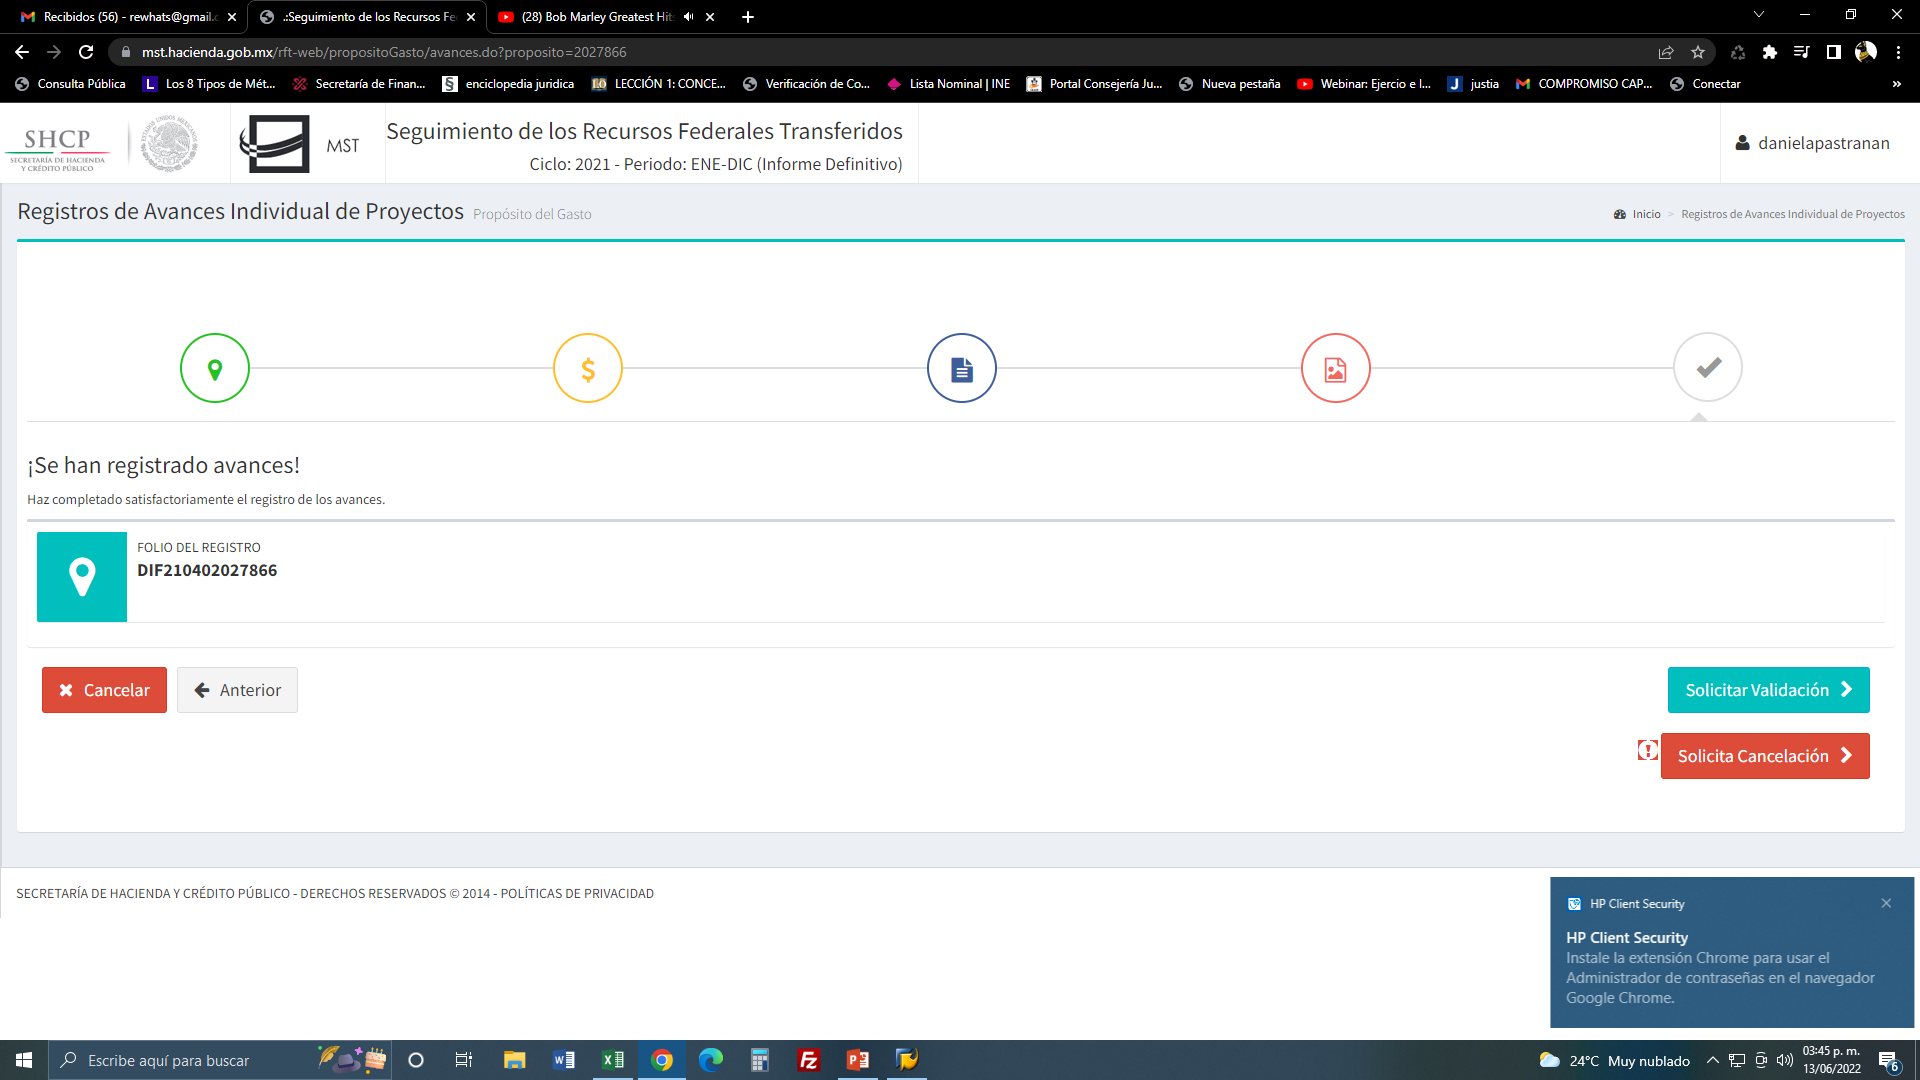 Recibidos (56) - rewhats@gmail.c
.:Seguimiento de los Recursos Fe
(28) Bob Marley Greatest Hit
mst.hacienda.gob.mx/rft-web/propositoGasto/avances.do?proposito=2027866
Consulta Pública
Los 8 Tipos de Mét...
Secretaría de Finan...
enciclopedia juridica
LECCIÓN 1: CONCE...
Verificación de Co...
Lista Nominal | INE
Portal Consejería Ju...
Nueva pestaña
Webinar: Ejercio e I...
justia
COMPROMISO CAP...
Conectar
»
SHCP
SECRETARÍA DE HACIENDA
Y CRÉDITO PÚBLICO
ESTADOS UNIDOS MEXICANOS
MST
Seguimiento de los Recursos Federales Transferidos
Ciclo: 2021 - Periodo: ENE-DIC (Informe Definitivo)
danielapastranan
Registros de Avances Individual de Proyectos Propósito del Gasto
Inicio > Registros de Avances Individual de Proyectos
¡Se han registrado avances!
Haz completado satisfactoriamente el registro de los avances.
FOLIO DEL REGISTRO
DIF210402027866
Cancelar
Anterior
Solicitar Validación
Solicita Cancelación
SECRETARÍA DE HACIENDA Y CRÉDITO PÚBLICO - DERECHOS RESERVADOS © 2014 - POLÍTICAS DE PRIVACIDAD
HP Client Security
HP Client Security
Instale la extensión Chrome para usar el
Administrador de contraseñas en el navegador
Google Chrome.
Escribe aquí para buscar
24°C Muy nublado
03:45 p. m.
13/06/2022
6